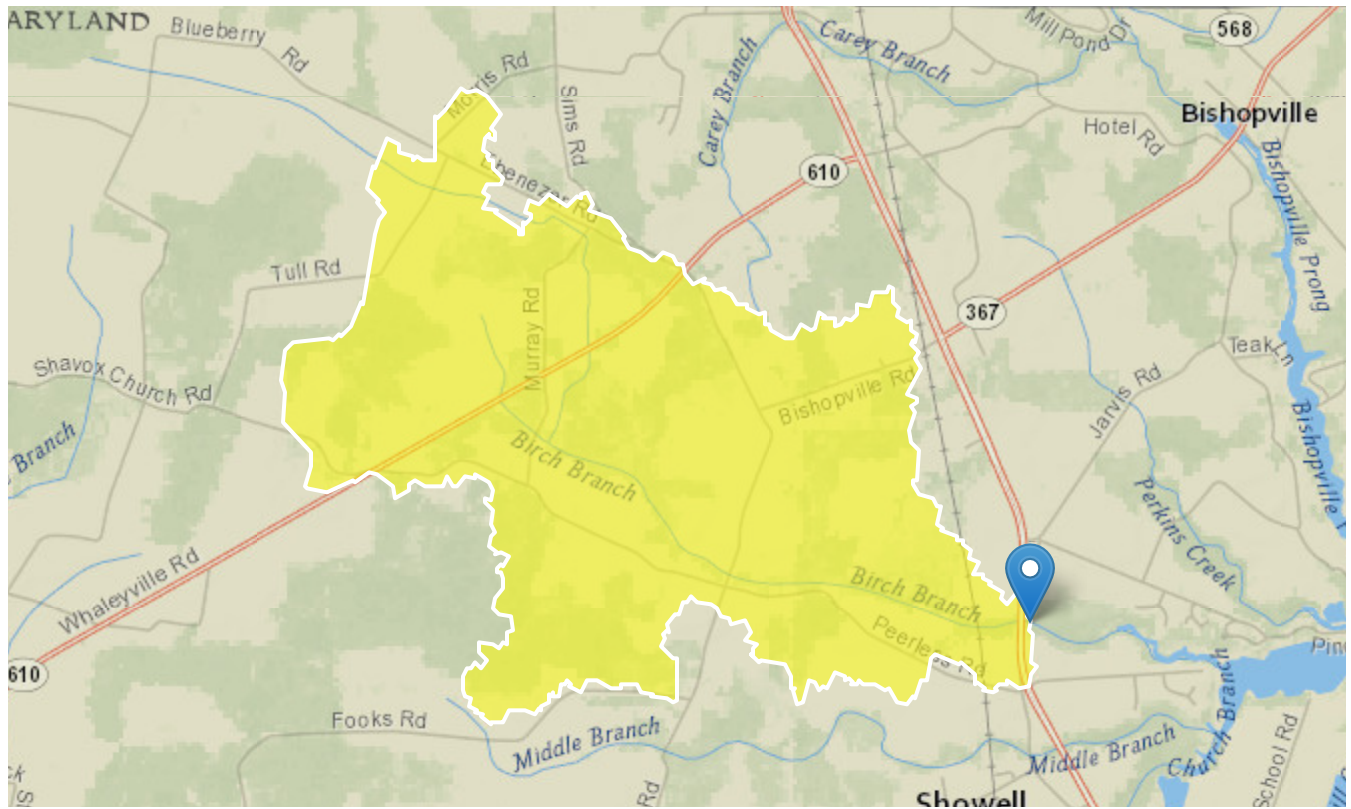 ARYLAND
Blueberry Rd
Morris Rd
Sims Rd
Carey Branch
Carey Branch
Mill Pond Dr
568
Bishopville
Hotel Rd
610
Ebenezer Rd
Bishopville Prong
Tull Rd
Murray Rd
367
Teak Ln
Shavox Church Rd
Bishopville Rd
Jarvis Rd
Bishopville
Branch
Birch Branch
Perkins Creek
Whaleyville Rd
Birch Branch
Peerless Rd
610
Fooks Rd
Middle Branch
Middle Branch
Church Branch
School Rd
Rd
Showell